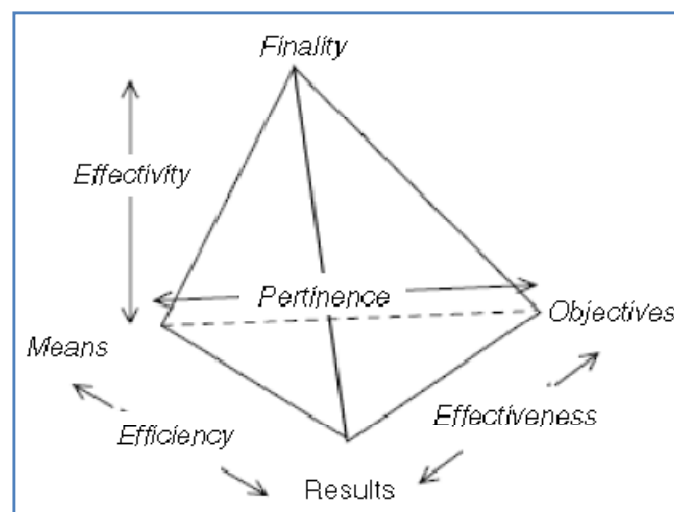 Finality
Effectivity
Pertinence
Objectives
Means
Effectiveness
Efficiency
Results